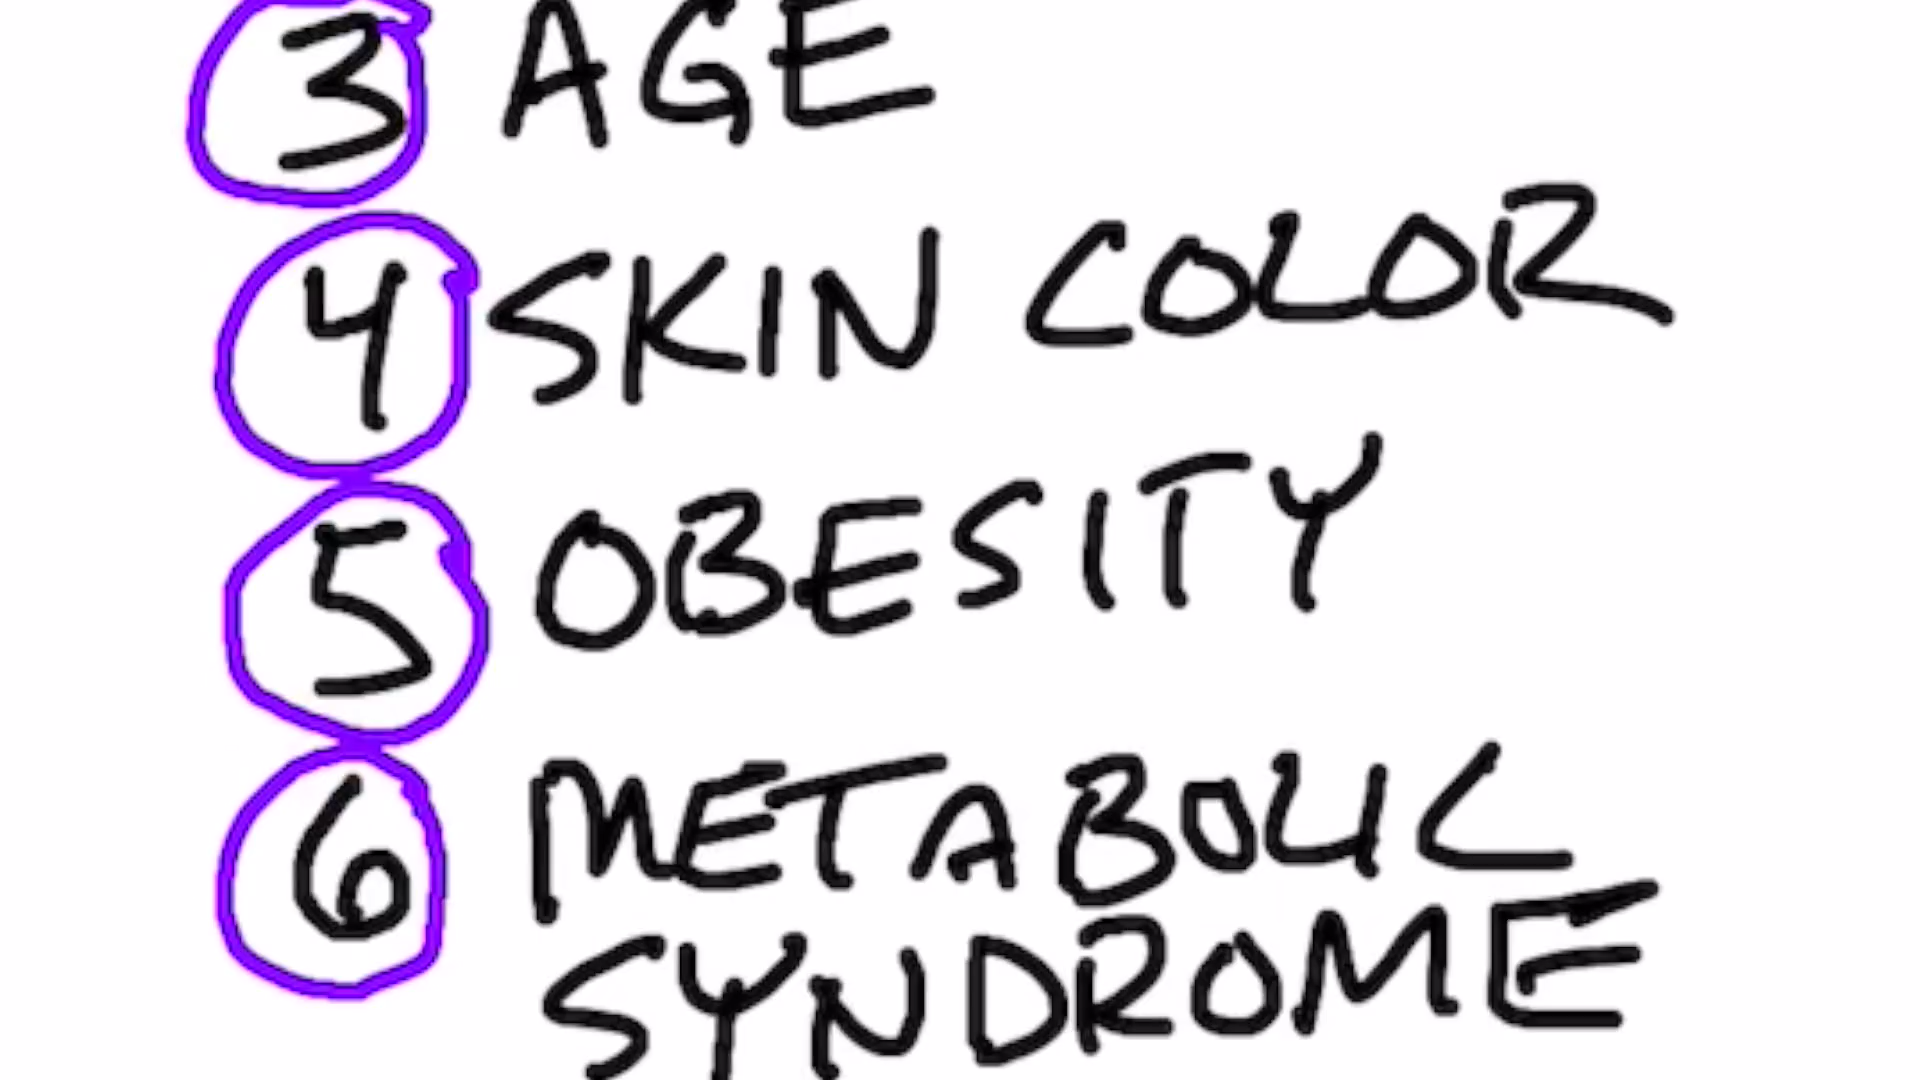 3 AGE
4 SKIN COLOR
5 OBESITY
6 METABOLIC
SYNDROME